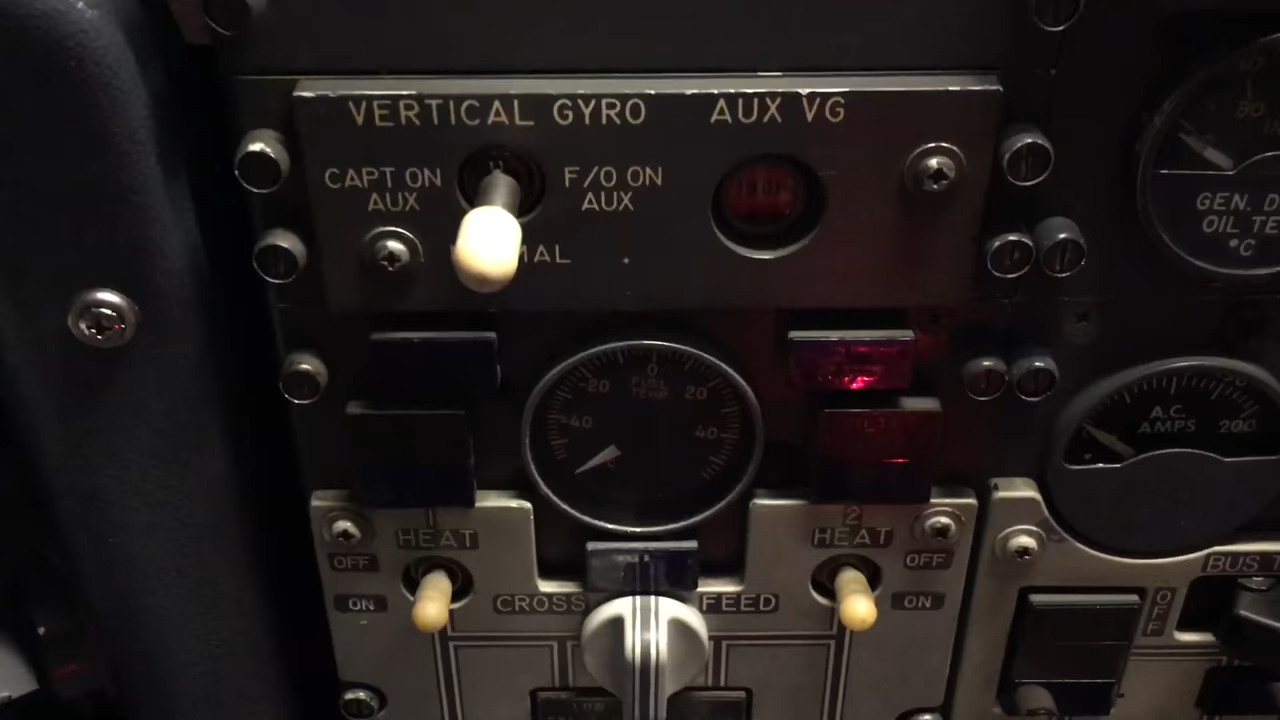 VERTICAL GYRO
AUX VG
CAPT ON
AUX
F/O ON
AUX
GEN. D
OIL TE
°C
0
20
20
FUEL
TEMP
40
40
°C
A.C.
AMPS
200
1
HEAT
OFF
ON
2
HEAT
OFF
ON
CROSS
FEED
BUS T
OFF
LOW